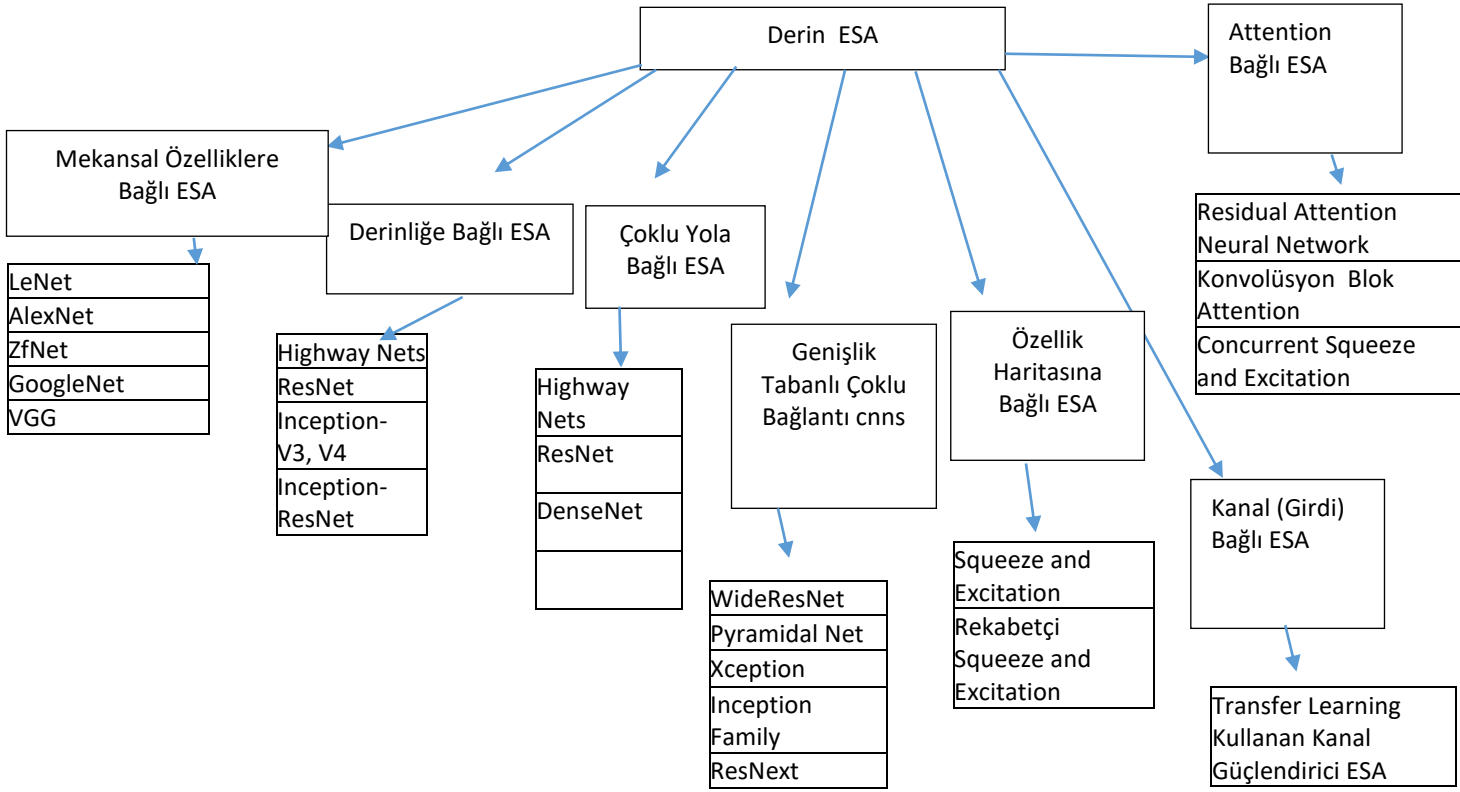 Derin ESA
Attention
Bağlı ESA
Mekansal Özelliklere
Bağlı ESA
Derinliğe Bağlı ESA
Çoklu Yola
Bağlı ESA
Genişlik
Tabanlı Çoklu
Bağlantı cnns
Özellik
Haritasına
Bağlı ESA
Kanal (Girdi)
Bağlı ESA
LeNet
AlexNet
ZfNet
GoogleNet
VGG
Highway Nets
ResNet
Inception-
V3, V4
Inception-
ResNet
Highway
Nets
ResNet
DenseNet
WideResNet
Pyramidal Net
Xception
Inception
Family
ResNext
Squeeze and
Excitation
Rekabetçi
Squeeze and
Excitation
Residual Attention
Neural Network
Konvolüsyon Blok
Attention
Concurrent Squeeze
and Excitation
Transfer Learning
Kullanan Kanal
Güçlendirici ESA